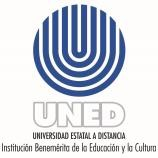 UNED
UNIVERSIDAD ESTATAL A DISTANCIA
Institución Benemérita de la Educación y la Cultura